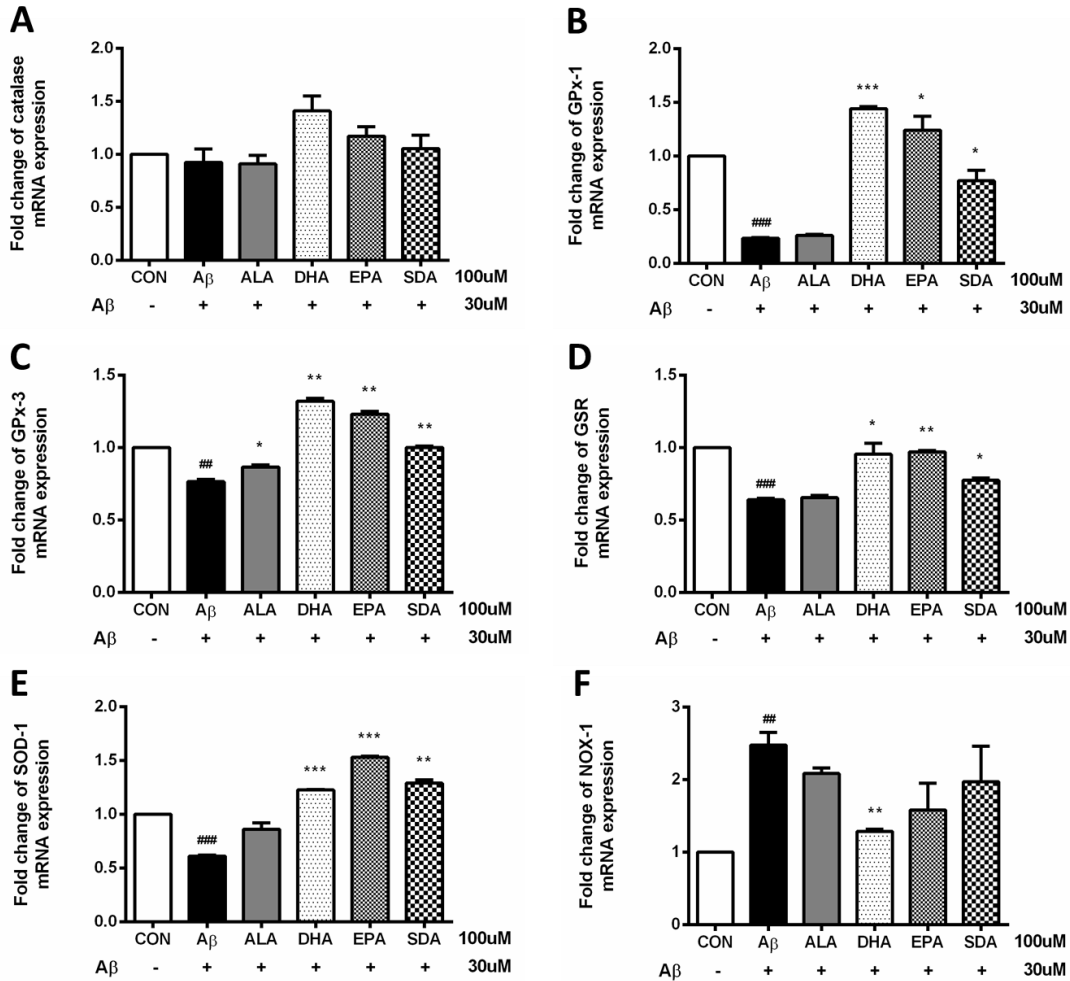 A
Fold change of catalase
mRNA expression
2.0
1.5
1.0
0.5
0.0
CON Aβ ALA DHA EPA SDA 100uM
Aβ - + + + + + 30uM
B
Fold change of GPx-1
mRNA expression
2.0
1.5
1.0
0.5
0.0
###
***
*
*
CON Aβ ALA DHA EPA SDA 100uM
Aβ - + + + + + 30uM
C
Fold change of GPx-3
mRNA expression
1.5
1.0
0.5
0.0
##
*
**
**
**
CON Aβ ALA DHA EPA SDA 100uM
Aβ - + + + + + 30uM
D
Fold change of GSR
mRNA expression
1.5
1.0
0.5
0.0
###
*
**
*
CON Aβ ALA DHA EPA SDA 100uM
Aβ - + + + + + 30uM
E
Fold change of SOD-1
mRNA expression
2.0
1.5
1.0
0.5
0.0
###
***
***
**
CON Aβ ALA DHA EPA SDA 100uM
Aβ - + + + + + 30uM
F
Fold change of NOX-1
mRNA expression
3
2
1
0
##
**
CON Aβ ALA DHA EPA SDA 100uM
Aβ - + + + + + 30uM